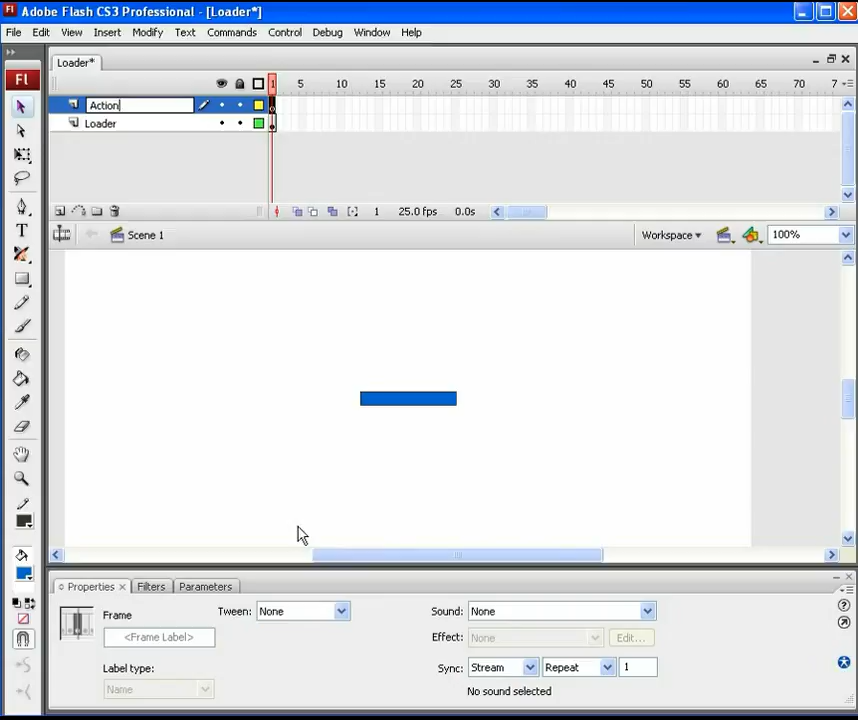 Adobe Flash CS3 Professional - [Loader*]
File Edit View Insert Modify Text Commands Control Debug Window Help
Loader*
Fl
1 5 10 15 20 25 30 35 40 45 50 55 60 65 70 7
Action
Loader
1 25.0 fps 0.0s
Scene 1 Workspace 100%
Properties Filters Parameters
Frame Tween: None Sound: None
<Frame Label> Effect: None Edit...
Label type: Sync: Stream Repeat 1
Name No sound selected